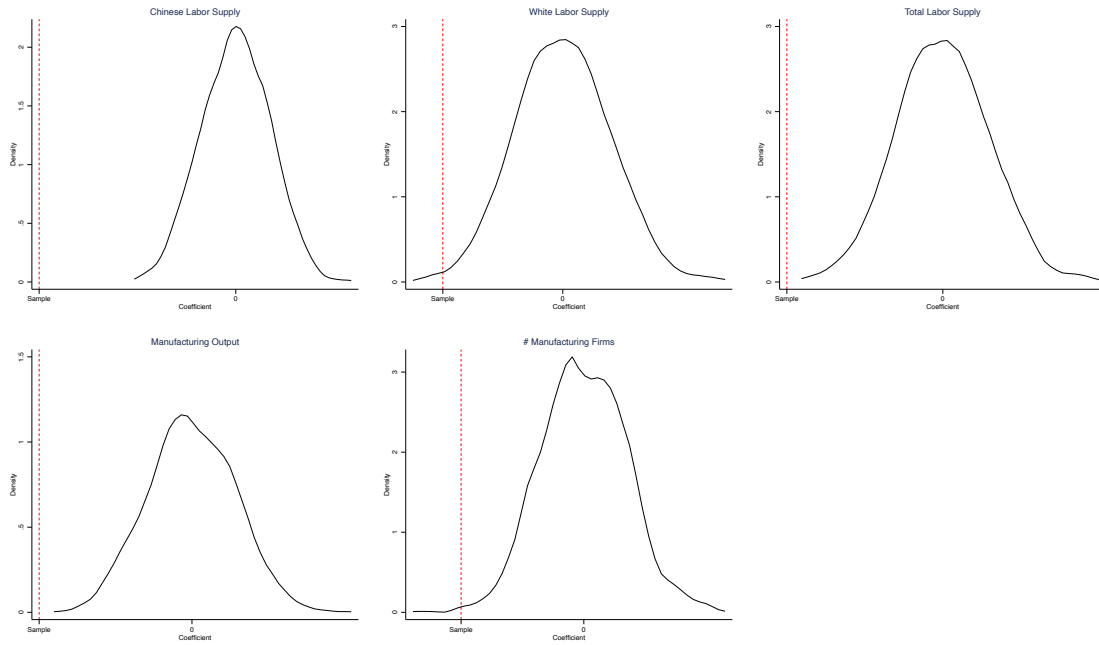 Chinese Labor Supply
Density
0
.5
1
1.5
2
Sample
0
Coefficient
White Labor Supply
Density
0
1
2
3
Sample
0
Coefficient
Total Labor Supply
Density
0
1
2
3
Sample
0
Coefficient
Manufacturing Output
Density
0
.5
1
1.5
Sample
0
Coefficient
# Manufacturing Firms
Density
0
1
2
3
Sample
0
Coefficient